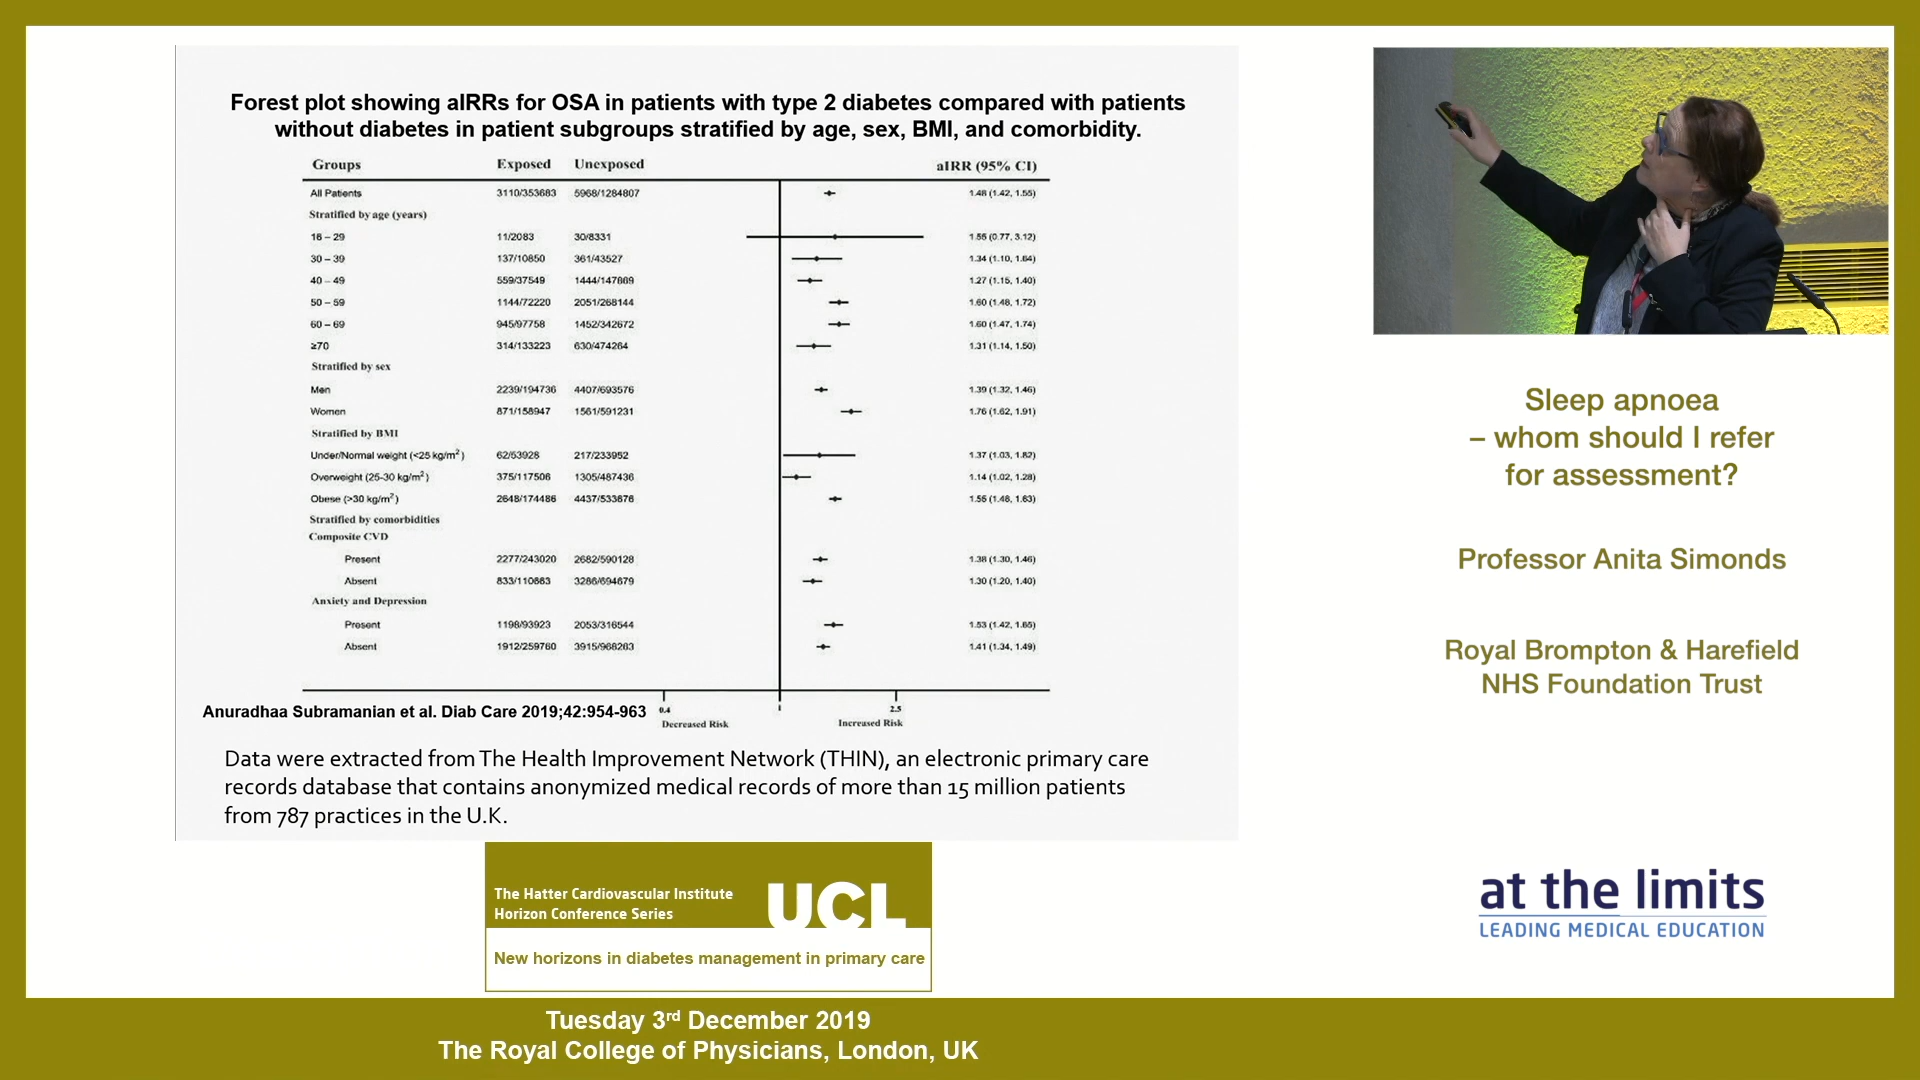 Forest plot showing aIRRs for OSA in patients with type 2 diabetes compared with patients
without diabetes in patient subgroups stratified by age, sex, BMI, and comorbidity.
Groups Exposed Unexposed aIRR (95% CI)
All Patients 3110/353683 5968/1284807 1.48 (1.42, 1.55)
Stratified by age (years)
16 – 29 11/2083 30/8331 1.55 (0.77, 3.12)
30 – 39 137/10850 361/43527 1.34 (1.10, 1.64)
40 – 49 559/37549 1444/147869 1.27 (1.15, 1.40)
50 – 59 1144/72220 2051/268144 1.60 (1.48, 1.72)
60 – 69 945/97758 1452/342672 1.60 (1.47, 1.74)
≥70 314/133223 630/474264 1.31 (1.14, 1.50)
Stratified by sex
Men 2239/194736 4407/693576 1.39 (1.32, 1.46)
Women 871/158947 1561/591231 1.76 (1.62, 1.91)
Stratified by BMI
Under/Normal weight (<25 kg/m²) 62/53928 217/233952 1.37 (1.03, 1.82)
Overweight (25-30 kg/m²) 375/117506 1305/487436 1.14 (1.02, 1.28)
Obese (>30 kg/m²) 2648/174486 4437/533876 1.55 (1.48, 1.63)
Stratified by comorbidities
Composite CVD
Present 2277/243020 2682/590128 1.38 (1.30, 1.46)
Absent 833/110663 3286/694679 1.30 (1.20, 1.40)
Anxiety and Depression
Present 1198/93923 2053/316544 1.53 (1.42, 1.65)
Absent 1912/259760 3915/968263 1.41 (1.34, 1.49)
0.4 1 2.5
Decreased Risk Increased Risk
Anuradhaa Subramanian et al. Diab Care 2019;42:954-963
Data were extracted from The Health Improvement Network (THIN), an electronic primary care
records database that contains anonymized medical records of more than 15 million patients
from 787 practices in the U.K.
Sleep apnoea
– whom should I refer
for assessment?
Professor Anita Simonds
Royal Brompton & Harefield
NHS Foundation Trust
The Hatter Cardiovascular Institute
Horizon Conference Series
UCL
New horizons in diabetes management in primary care
at the limits
LEADING MEDICAL EDUCATION
Tuesday 3rd December 2019
The Royal College of Physicians, London, UK